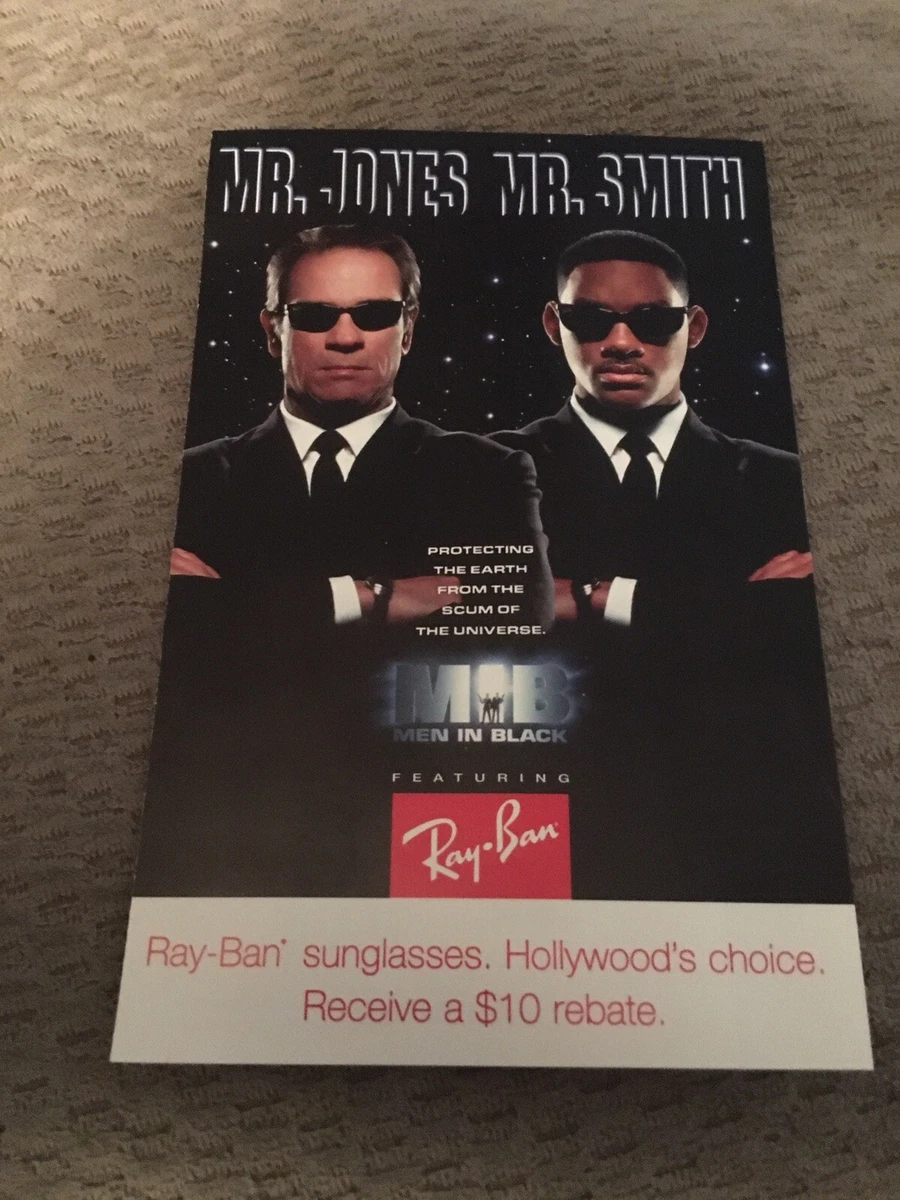 MR. JONES MR. SMITH
PROTECTING
THE EARTH
FROM THE
SCUM OF
THE UNIVERSE.
MIB
MEN IN BLACK
FEATURING
Ray-Ban
Ray-Ban® sunglasses. Hollywood's choice.
Receive a $10 rebate.